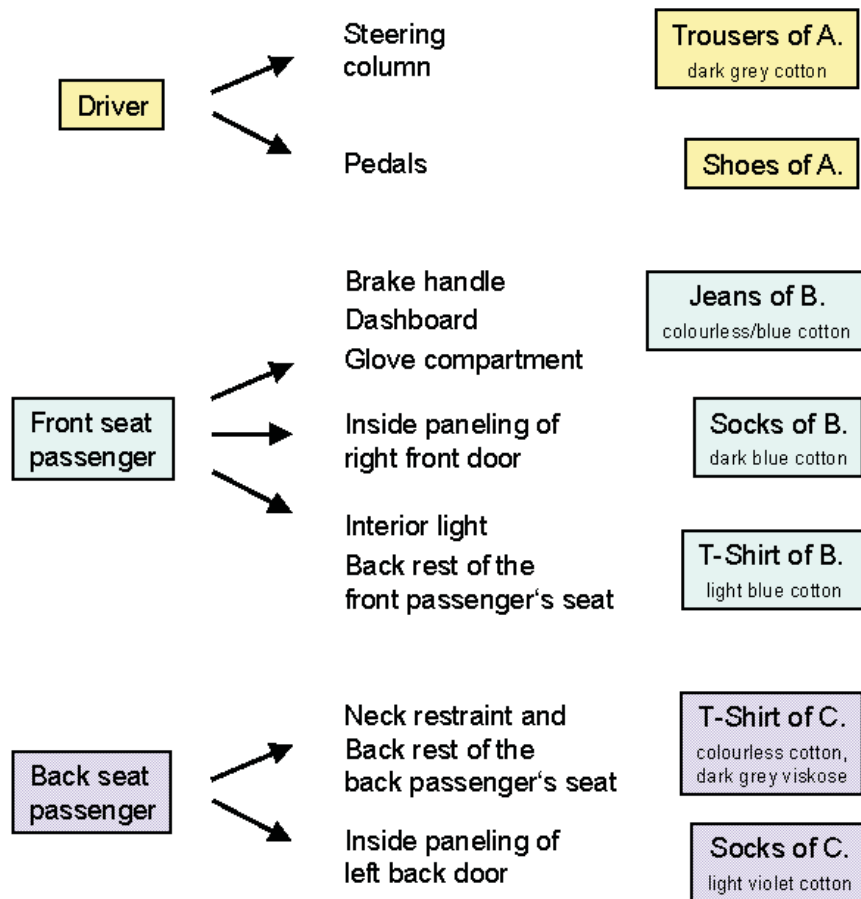 Driver
Steering
column
Trousers of A.
dark grey cotton
Pedals
Shoes of A.
Front seat
passenger
Brake handle
Dashboard
Glove compartment
Jeans of B.
colourless/blue cotton
Inside paneling of
right front door
Socks of B.
dark blue cotton
Interior light
Back rest of the
front passenger‘s seat
T-Shirt of B.
light blue cotton
Back seat
passenger
Neck restraint and
Back rest of the
back passenger‘s seat
T-Shirt of C.
colourless cotton,
dark grey viskose
Inside paneling of
left back door
Socks of C.
light violet cotton